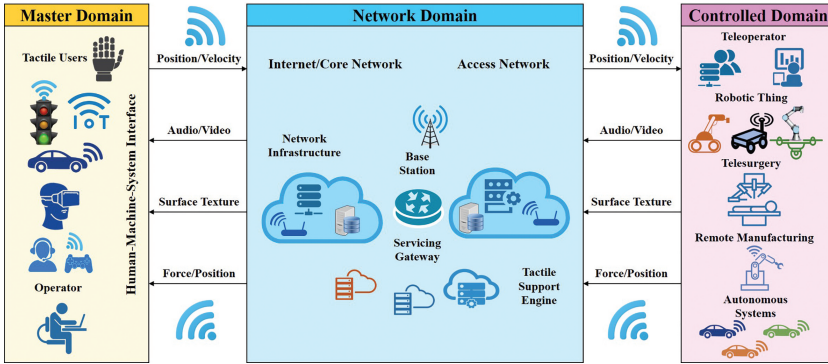 Master Domain
Tactile Users
IoT
Operator
Human-Machine-System Interface
Position/Velocity
Audio/Video
Surface Texture
Force/Position
Network Domain
Internet/Core Network
Access Network
Network
Infrastructure
Base
Station
Servicing
Gateway
Tactile
Support
Engine
Position/Velocity
Audio/Video
Surface Texture
Force/Position
Controlled Domain
Teleoperator
Robotic Thing
Telesurgery
Remote Manufacturing
Autonomous
Systems